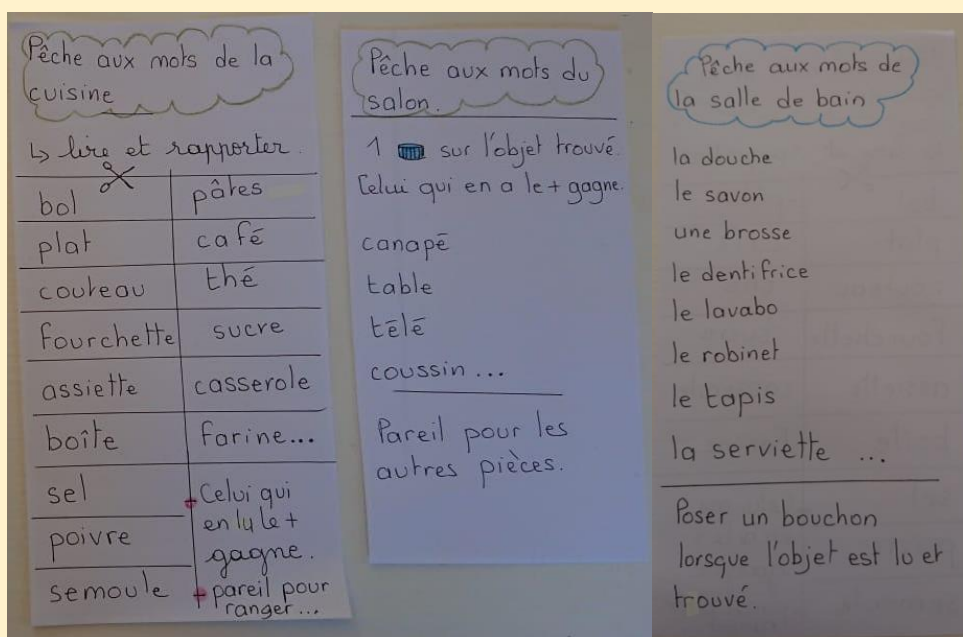 Pêche aux mots de la
cuisine
↳ lire et rapporter.
bol
pâtes
plat
café
couteau
thé
fourchette
sucre
assiette
casserole
boîte
farine...
sel
poivre
semoule
+ Celui qui
en lu le +
gagne.
+ pareil pour
ranger...
Pêche aux mots du
salon.
1 sur l'objet trouvé.
Celui qui en a le + gagne.
canapé
table
télé
coussin...
Pareil pour les
autres pièces.
Pêche aux mots de
la salle de bain
la douche
le savon
une brosse
le dentifrice
le lavabo
le robinet
le tapis
la serviette ...
Poser un bouchon
lorsque l'objet est lu et
trouvé.